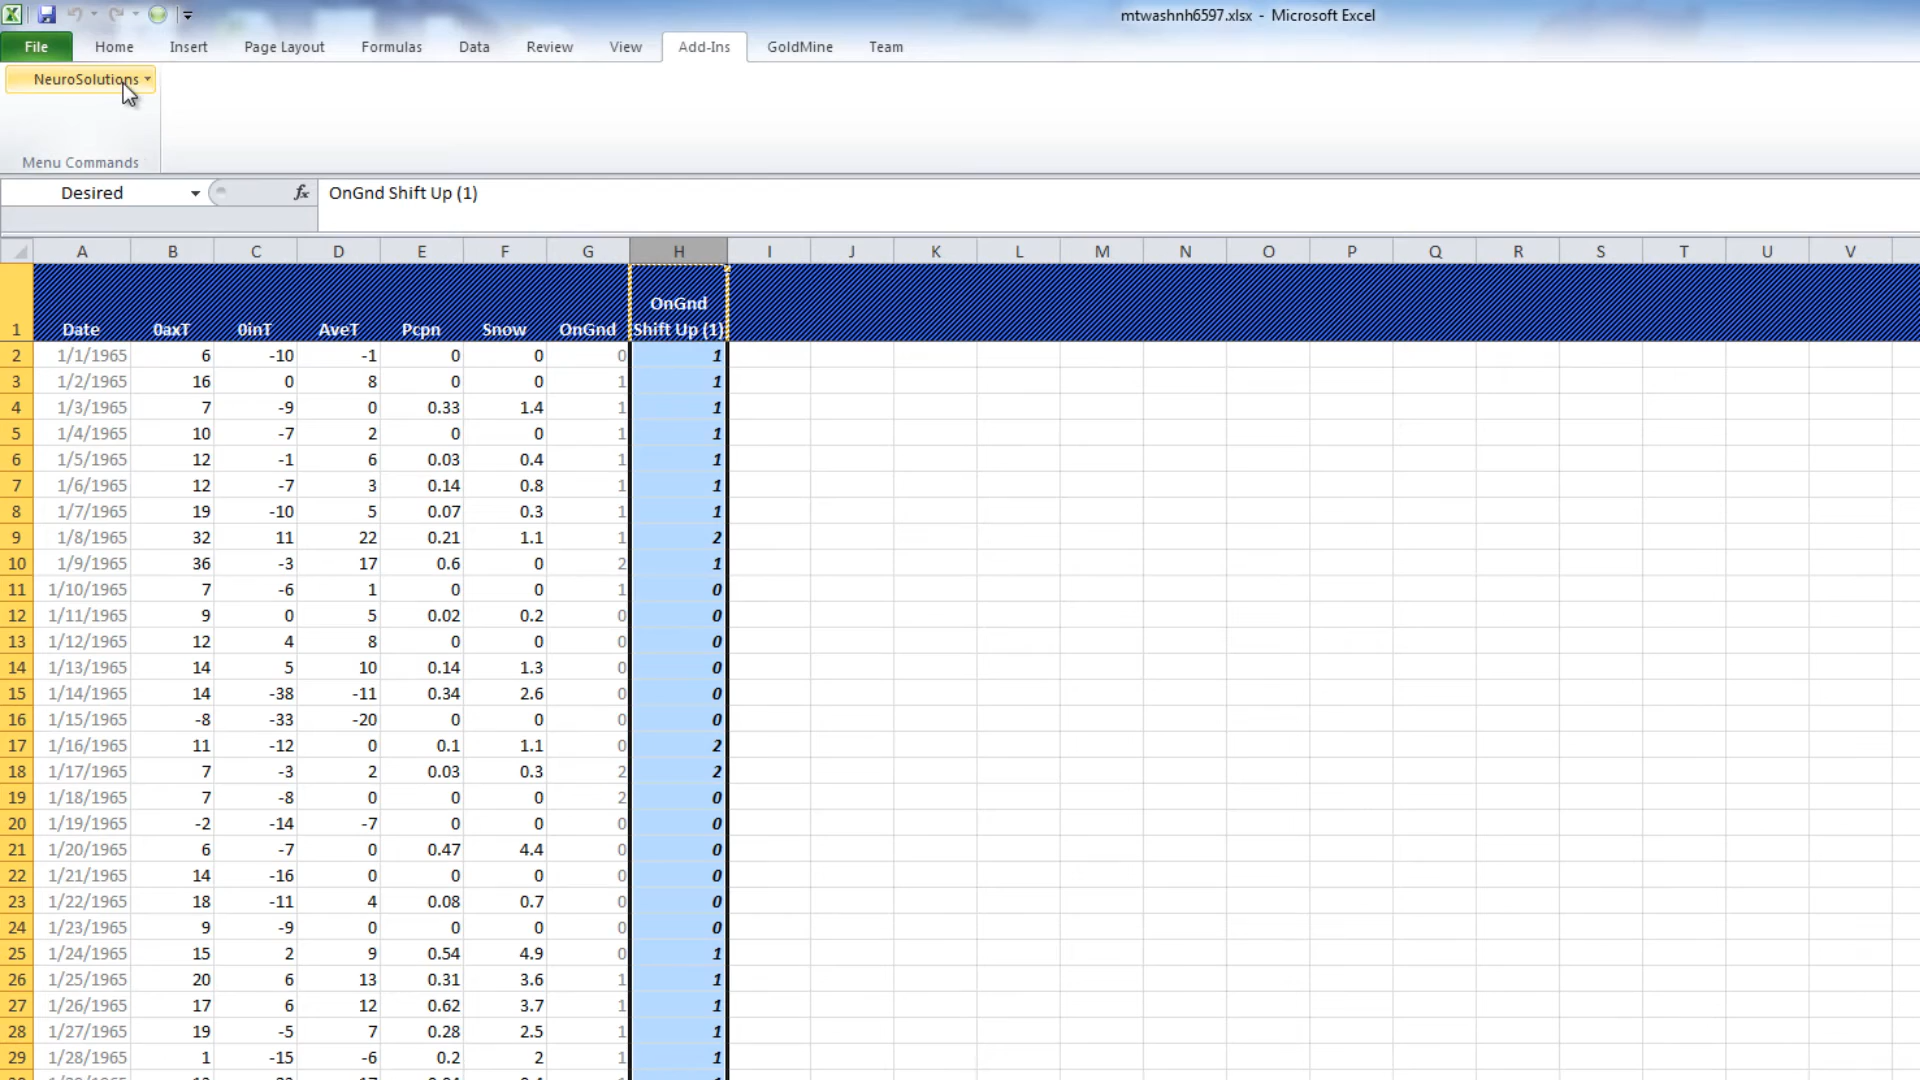 mtwashnh6597.xlsx - Microsoft Excel
File Home Insert Page Layout Formulas Data Review View Add-Ins GoldMine Team
NeuroSolutions
Menu Commands
Desired fx OnGnd Shift Up (1)
A B C D E F G H I J K L M N O P Q R S T U V
1 Date 0axT 0inT AveT Pcpn Snow OnGnd OnGnd
Shift Up (1)
2 1/1/1965 6 -10 -1 0 0 0 1
3 1/2/1965 16 0 8 0 0 1 1
4 1/3/1965 7 -9 0 0.33 1.4 1 1
5 1/4/1965 10 -7 2 0 0 1 1
6 1/5/1965 12 -1 6 0.03 0.4 1 1
7 1/6/1965 12 -7 3 0.14 0.8 1 1
8 1/7/1965 19 -10 5 0.07 0.3 1 1
9 1/8/1965 32 11 22 0.21 1.1 1 2
10 1/9/1965 36 -3 17 0.6 0 2 1
11 1/10/1965 7 -6 1 0 0 1 0
12 1/11/1965 9 0 5 0.02 0.2 0 0
13 1/12/1965 12 4 8 0 0 0 0
14 1/13/1965 14 5 10 0.14 1.3 0 0
15 1/14/1965 14 -38 -11 0.34 2.6 0 0
16 1/15/1965 -8 -33 -20 0 0 0 0
17 1/16/1965 11 -12 0 0.1 1.1 0 2
18 1/17/1965 7 -3 2 0.03 0.3 2 2
19 1/18/1965 7 -8 0 0 0 2 0
20 1/19/1965 -2 -14 -7 0 0 0 0
21 1/20/1965 6 -7 0 0.47 4.4 0 0
22 1/21/1965 14 -16 0 0 0 0 0
23 1/22/1965 18 -11 4 0.08 0.7 0 0
24 1/23/1965 9 -9 0 0 0 0 0
25 1/24/1965 15 2 9 0.54 4.9 0 1
26 1/25/1965 20 6 13 0.31 3.6 1 1
27 1/26/1965 17 6 12 0.62 3.7 1 1
28 1/27/1965 19 -5 7 0.28 2.5 1 1
29 1/28/1965 1 -15 -6 0.2 2 1 1